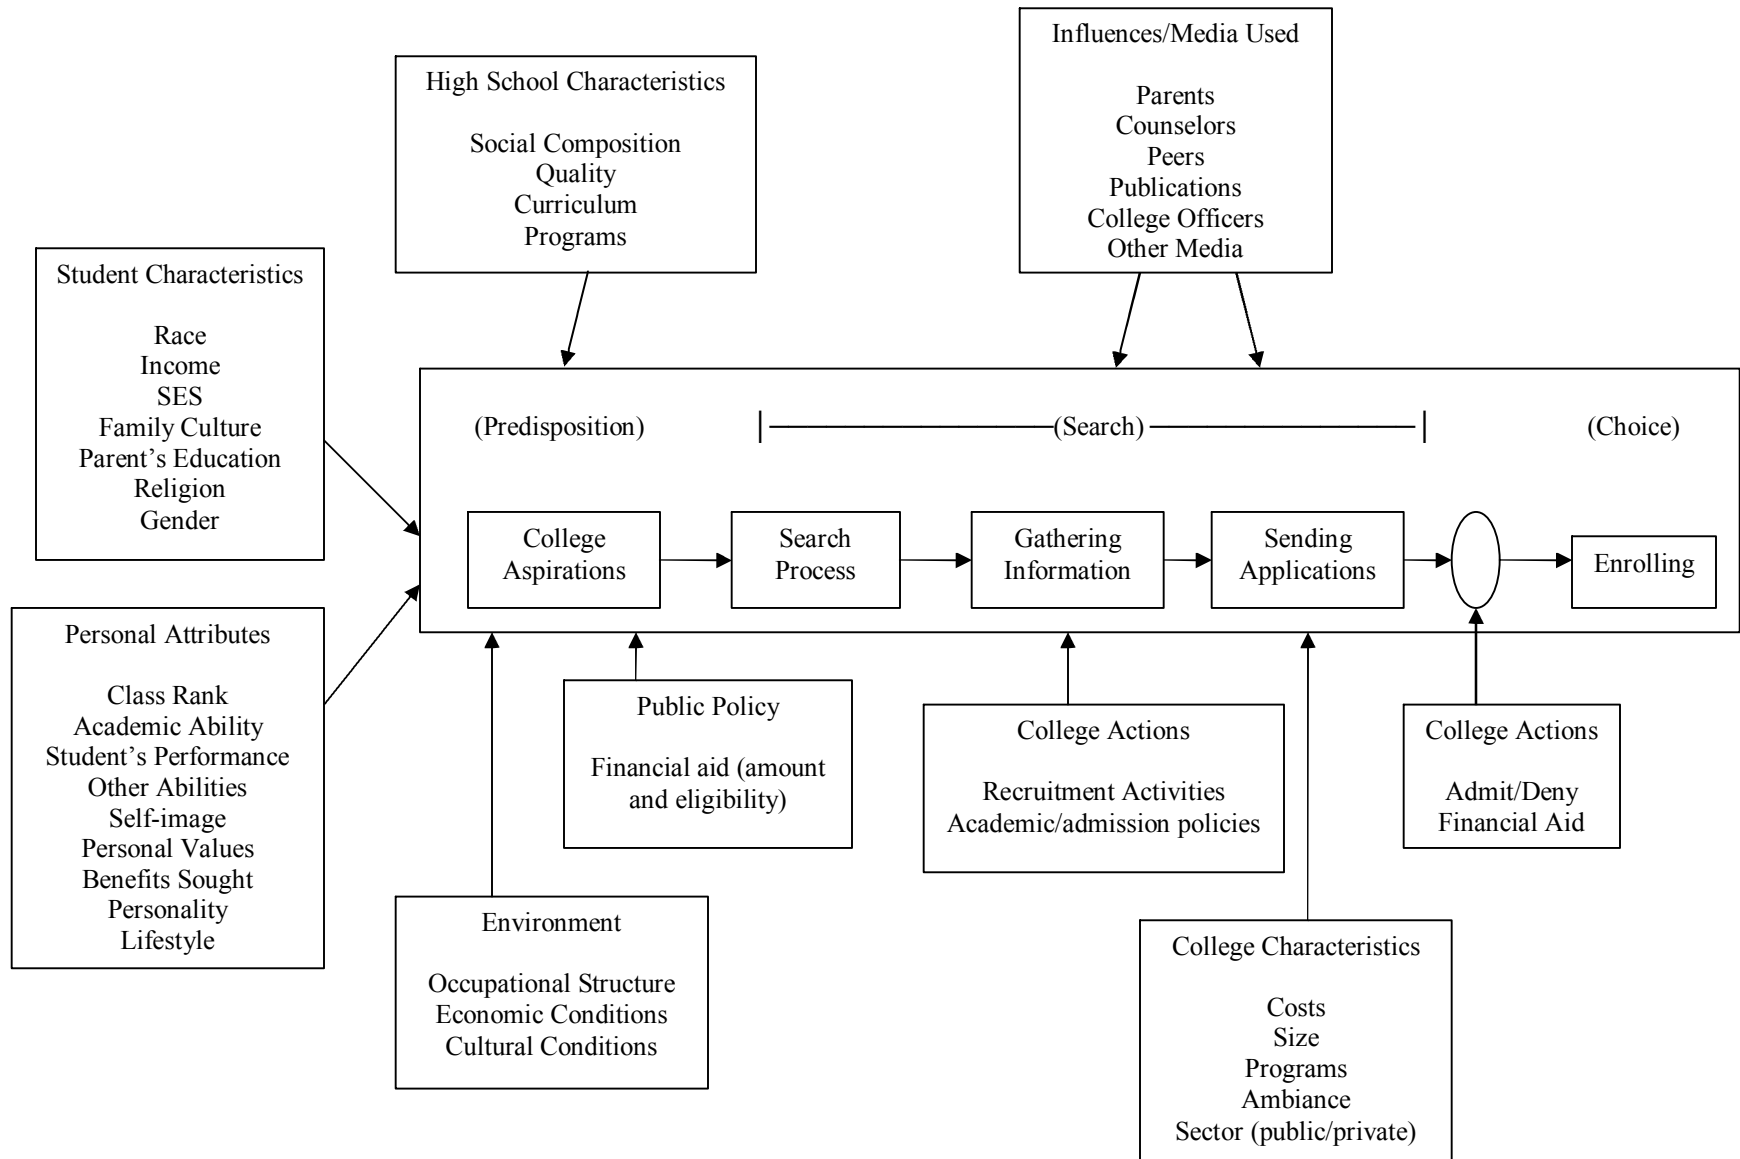 Influences/Media Used
Parents
Counselors
Peers
Publications
College Officers
Other Media
High School Characteristics
Social Composition
Quality
Curriculum
Programs
Student Characteristics
Race
Income
SES
Family Culture
Parent’s Education
Religion
Gender
(Predisposition)
(Search)
(Choice)
College
Aspirations
Search
Process
Gathering
Information
Sending
Applications
Enrolling
Personal Attributes
Class Rank
Academic Ability
Student’s Performance
Other Abilities
Self-image
Personal Values
Benefits Sought
Personality
Lifestyle
Public Policy
Financial aid (amount
and eligibility)
College Actions
Recruitment Activities
Academic/admission policies
College Actions
Admit/Deny
Financial Aid
Environment
Occupational Structure
Economic Conditions
Cultural Conditions
College Characteristics
Costs
Size
Programs
Ambiance
Sector (public/private)